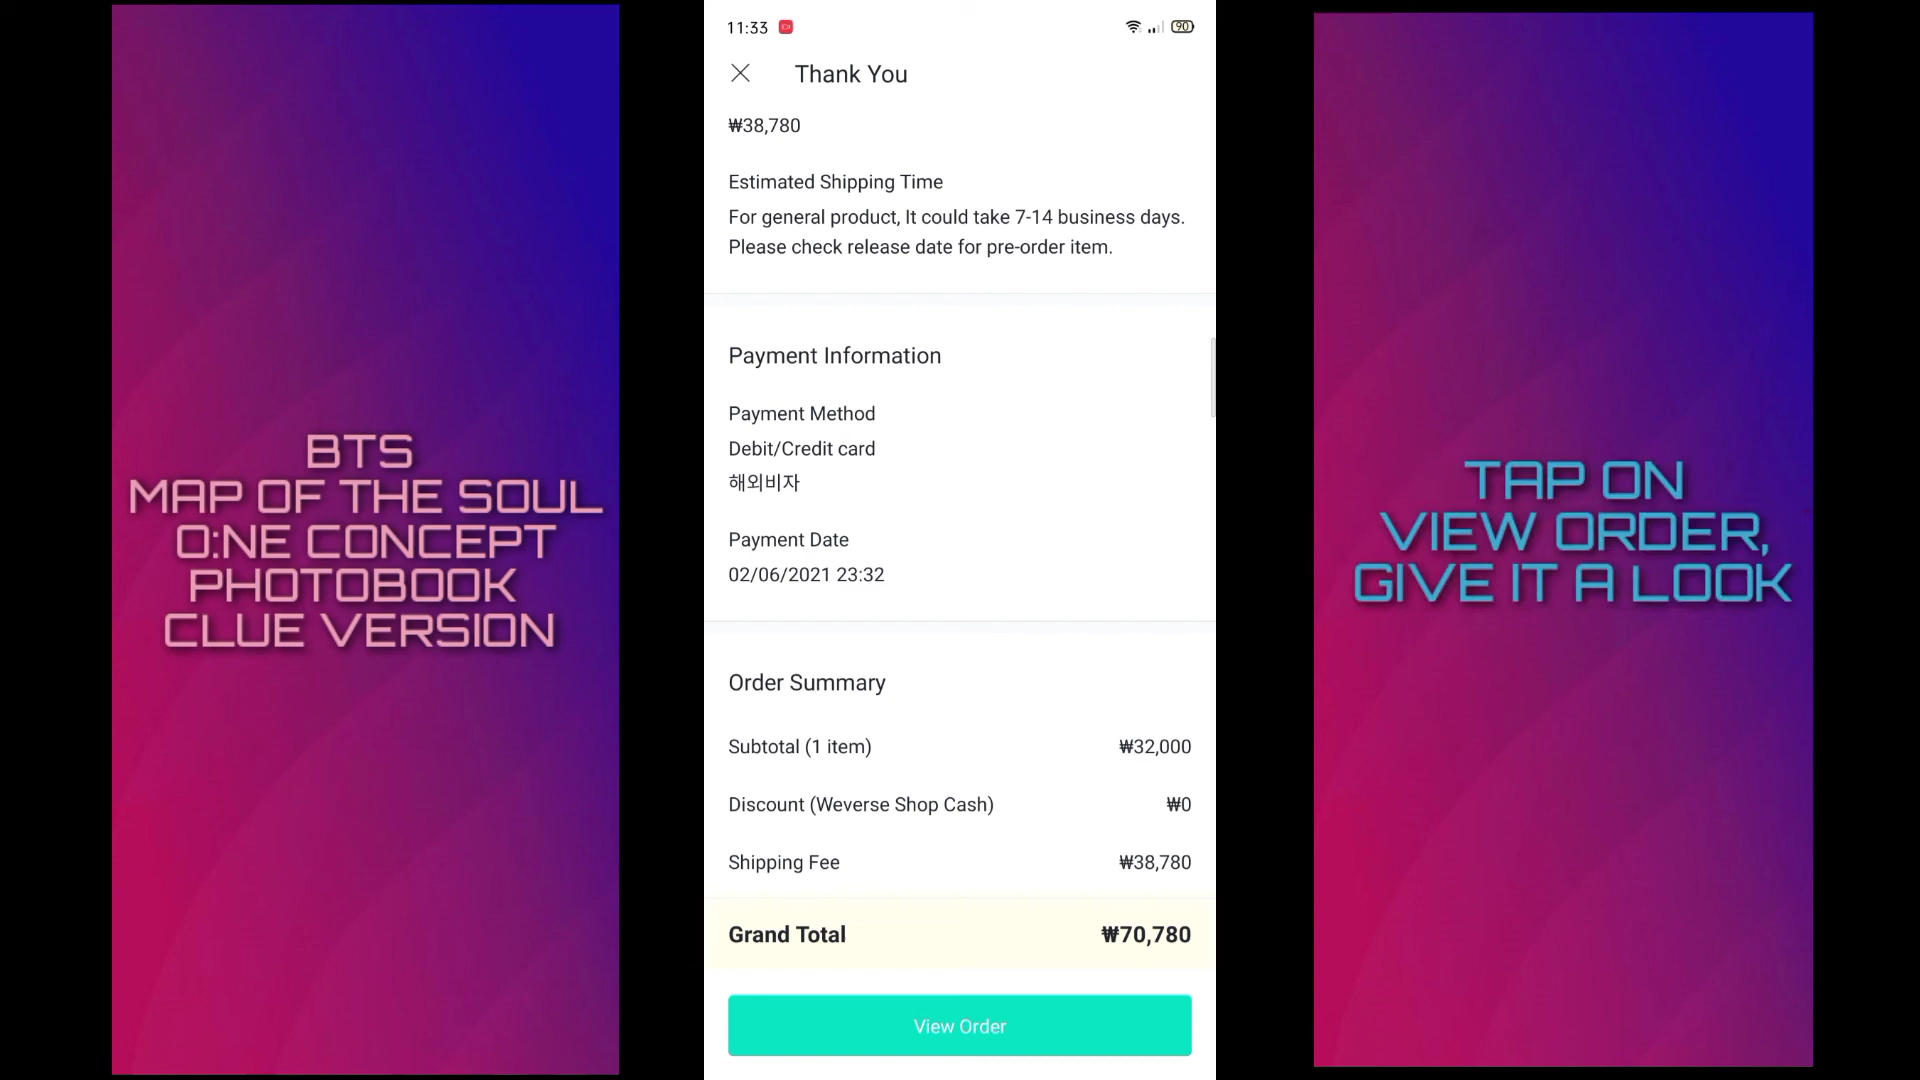 BTS
MAP OF THE SOUL
O:NE CONCEPT
PHOTOBOOK
CLUE VERSION
11:33
90
Thank You
₩38,780
Estimated Shipping Time
For general product, It could take 7-14 business days.
Please check release date for pre-order item.
Payment Information
Payment Method
Debit/Credit card
해외비자
Payment Date
02/06/2021 23:32
Order Summary
Subtotal (1 item) ₩32,000
Discount (Weverse Shop Cash) ₩0
Shipping Fee ₩38,780
Grand Total ₩70,780
View Order
TAP ON
VIEW ORDER,
GIVE IT A LOOK